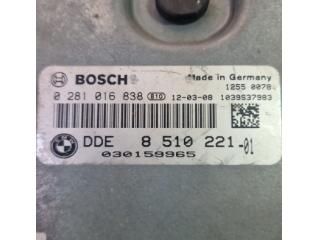 BOSCH
Made in Germany
1255 0078
0 281 016 838 E10 12-03-08 1039S37983
DDE 8 510 221-01
030159965